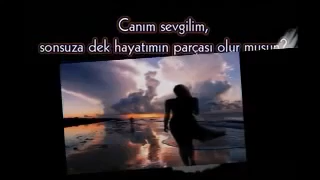 Canım sevgilim,
sonsuza dek hayatımın parçası olur musun?